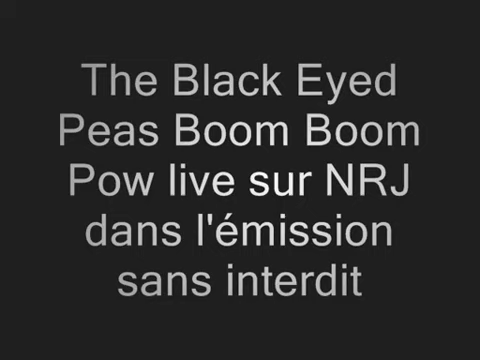 The Black Eyed
Peas Boom Boom
Pow live sur NRJ
dans l'émission
sans interdit